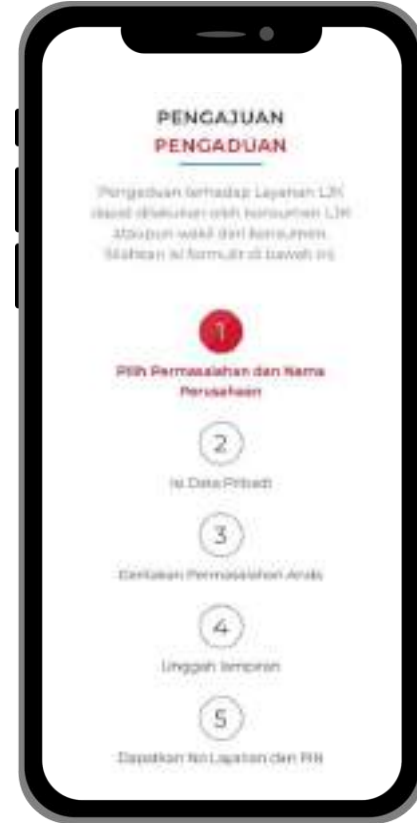 PENGAJUAN
PENGADUAN
Pengaduan terhadap Layanan LJK
dapat dilakukan oleh konsumen LJK
ataupun wakil dari konsumen.
Silahkan isi formulir di bawah ini.
1
Pilih Permasalahan dan Nama
Perusahaan
2
Isi Data Pribadi
3
Ceritakan Permasalahan Anda
4
Unggah lampiran
5
Dapatkan No Layanan dan PIN